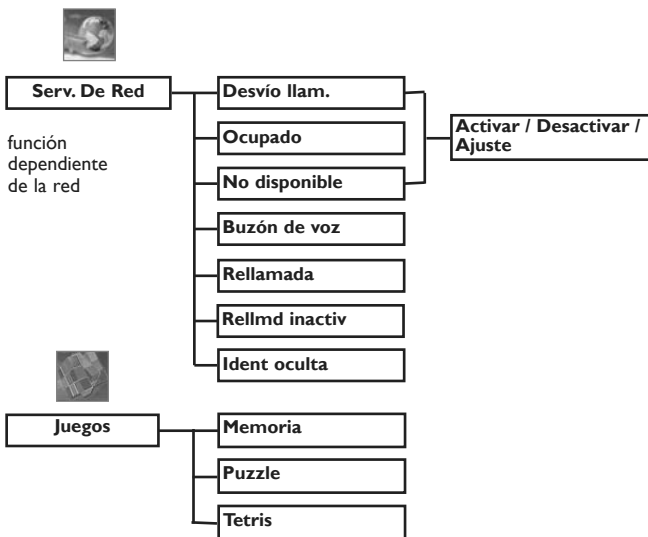 Serv. De Red
función
dependiente
de la red
Desvío llam.
Ocupado
No disponible
Buzón de voz
Rellamada
Rellmd inactiv
Ident oculta
Activar / Desactivar /
Ajuste
Juegos
Memoria
Puzzle
Tetris